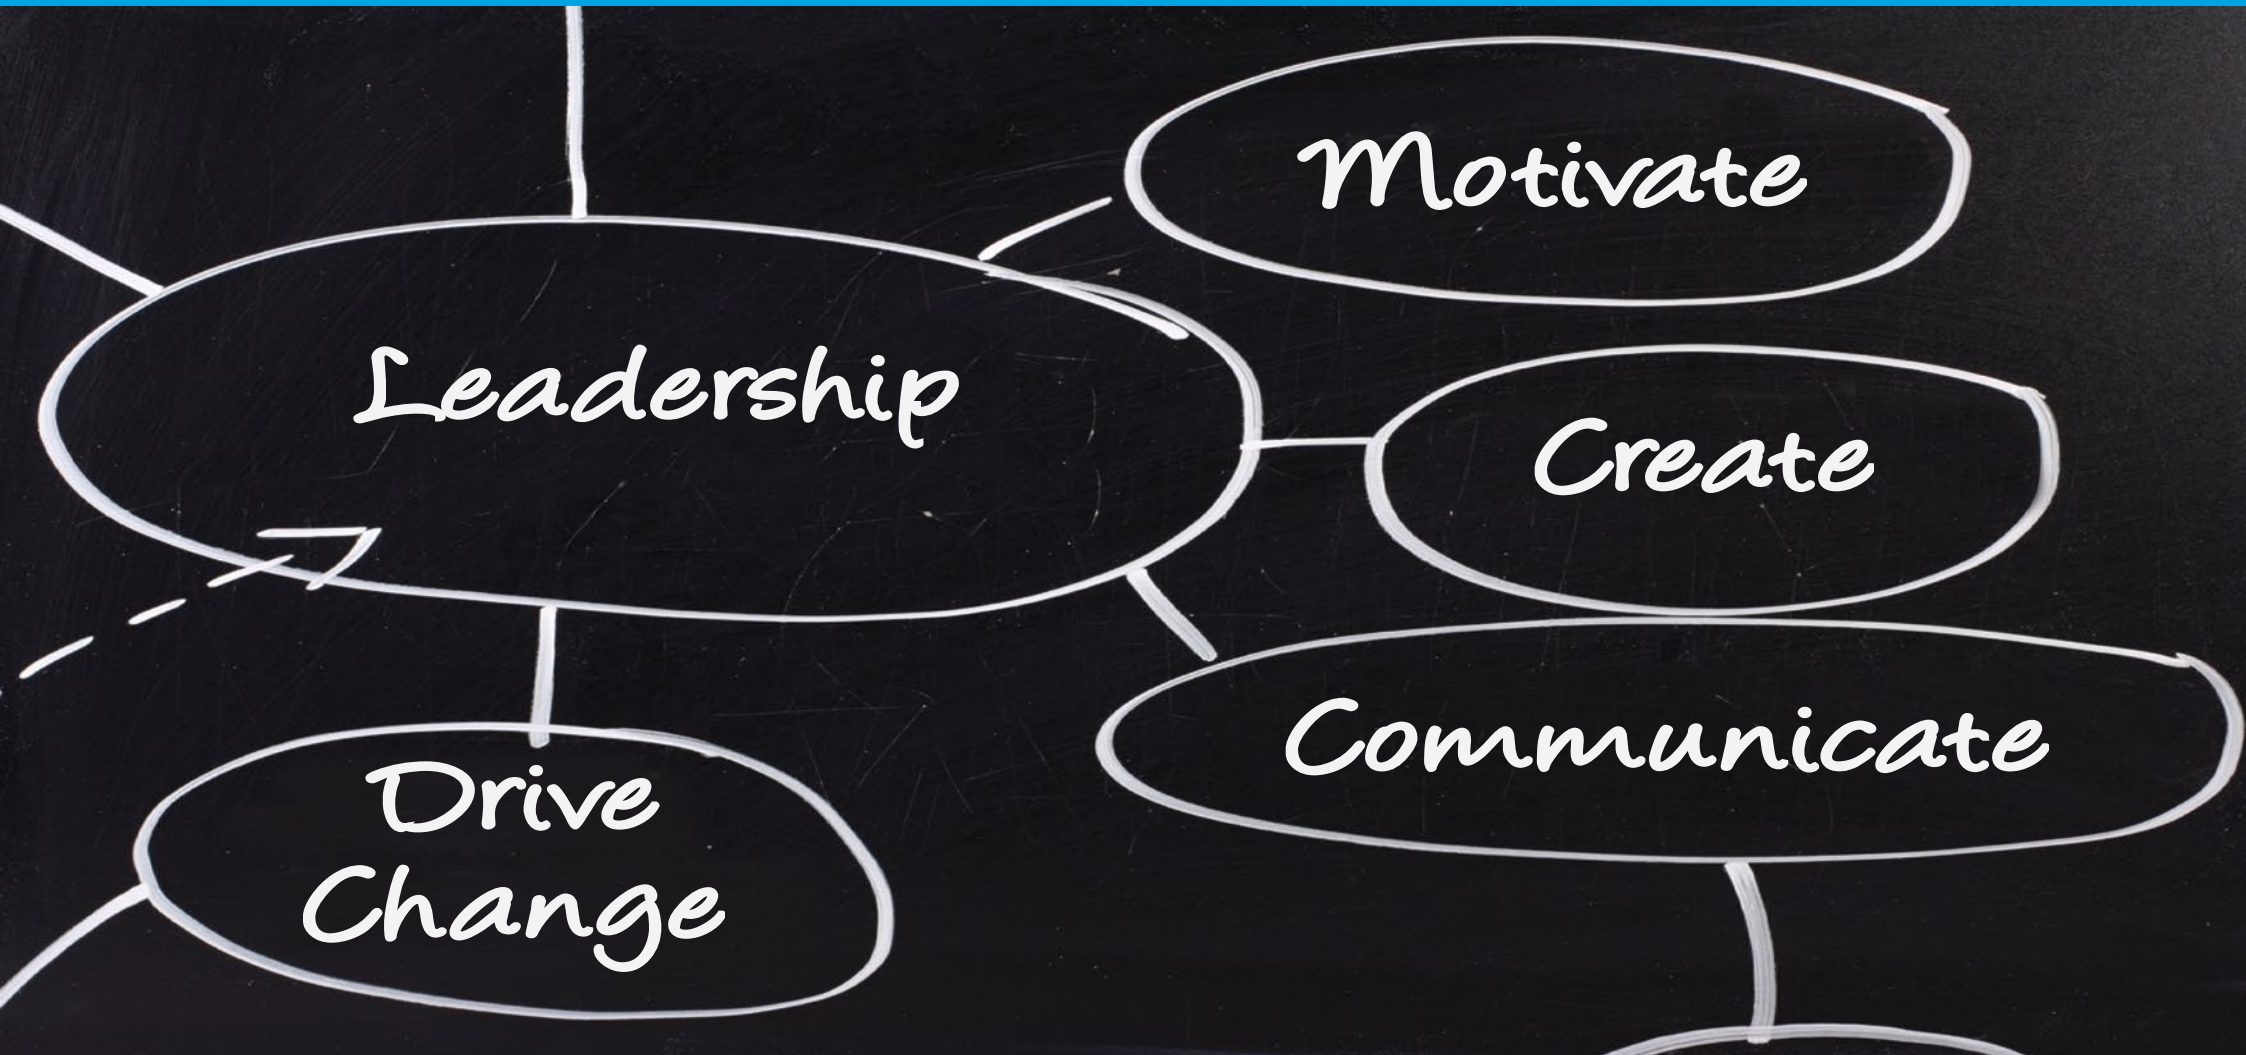 Motivate
Leadership
Create
Communicate
Drive
Change